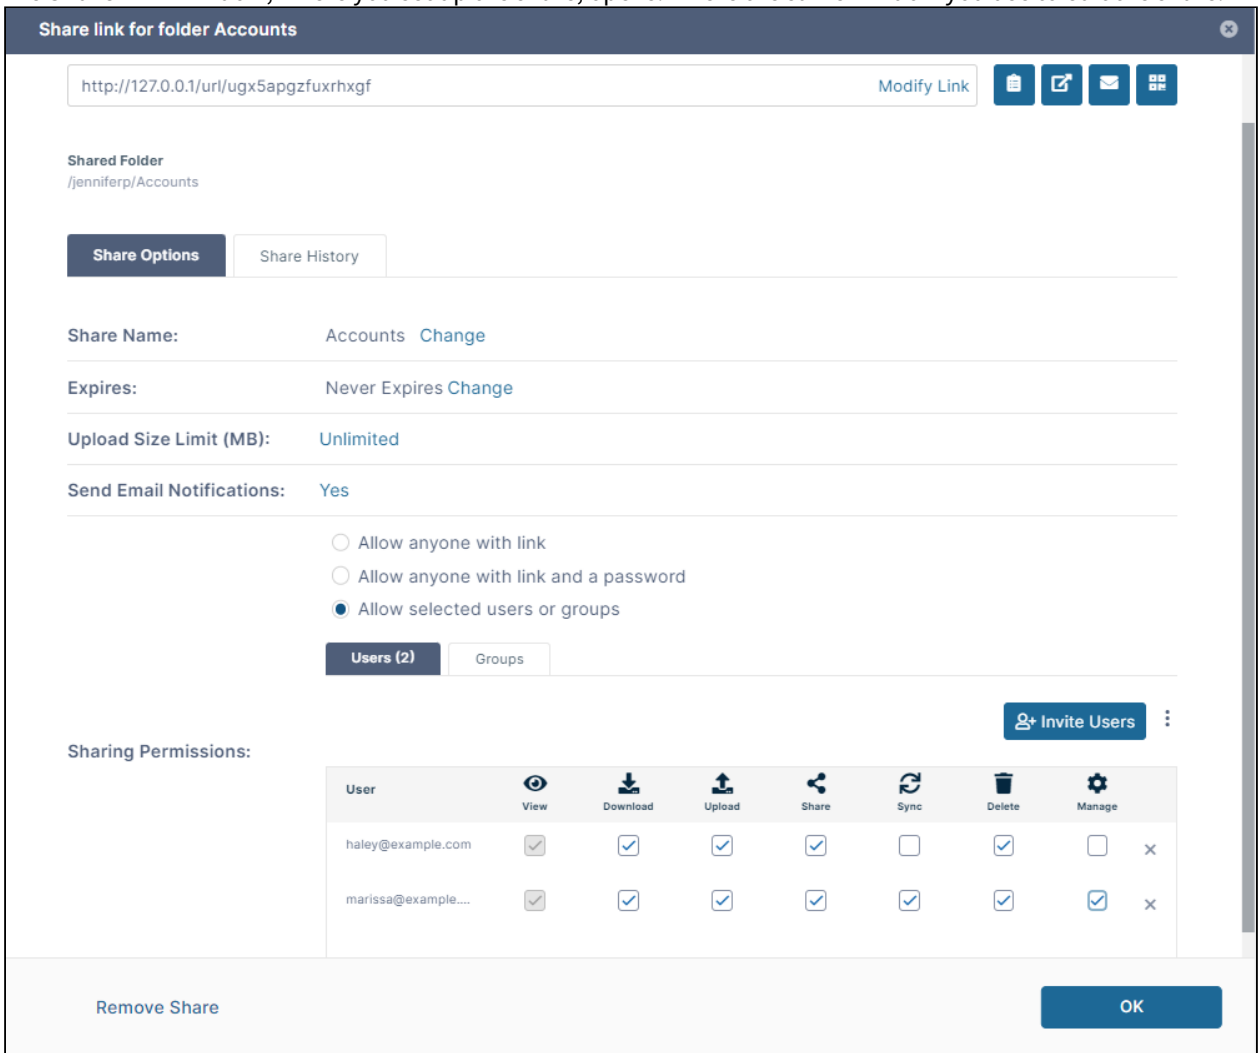 Share link for folder Accounts
http://127.0.0.1/url/ugx5apgzfuxrhxgf Modify Link
Shared Folder
/jenniferp/Accounts
Share Options Share History
Share Name: Accounts Change
Expires: Never Expires Change
Upload Size Limit (MB): Unlimited
Send Email Notifications: Yes
Allow anyone with link
Allow anyone with link and a password
Allow selected users or groups
Users (2) Groups
Invite Users
Sharing Permissions:
User View Download Upload Share Sync Delete Manage
haley@example.com
marissa@example....
Remove Share OK